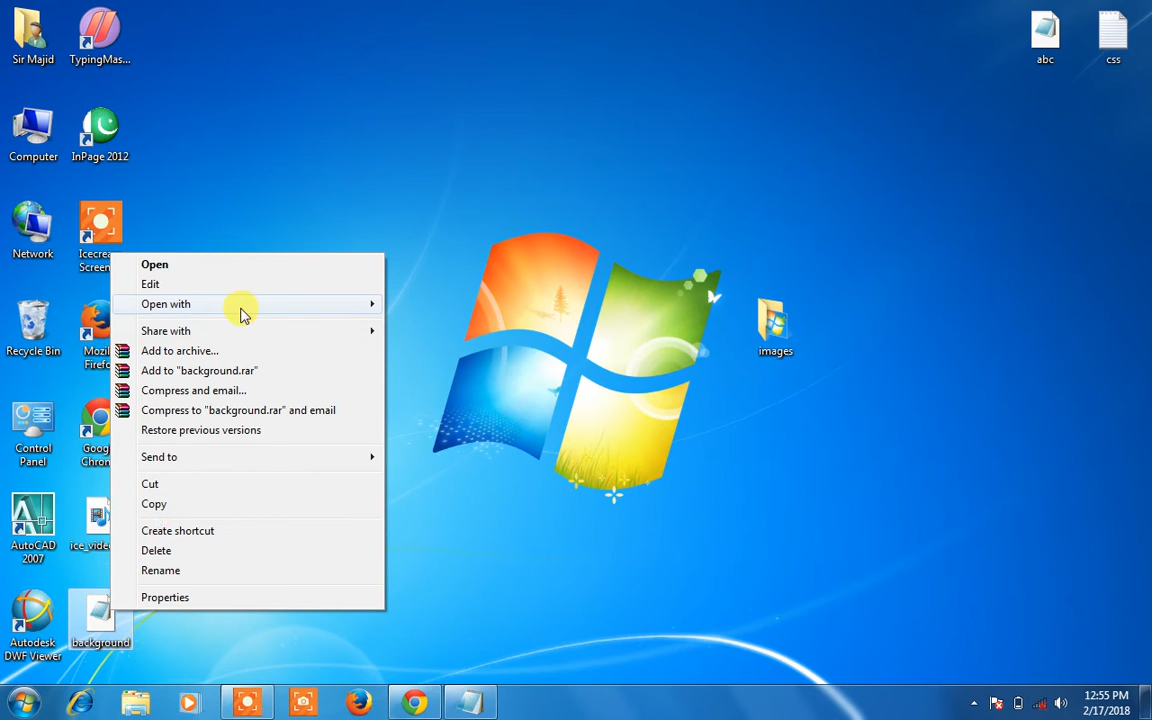 Sir Majid
TypingMas...
abc
css
Computer
InPage 2012
Network
Icecrea
Screen
Recycle Bin
Mozil
Firefo
images
Control
Panel
Goog
Chron
AutoCAD
2007
ice_video
Autodesk
DWF Viewer
background
Open
Edit
Open with
Share with
Add to archive...
Add to "background.rar"
Compress and email...
Compress to "background.rar" and email
Restore previous versions
Send to
Cut
Copy
Create shortcut
Delete
Rename
Properties
12:55 PM
2/17/2018